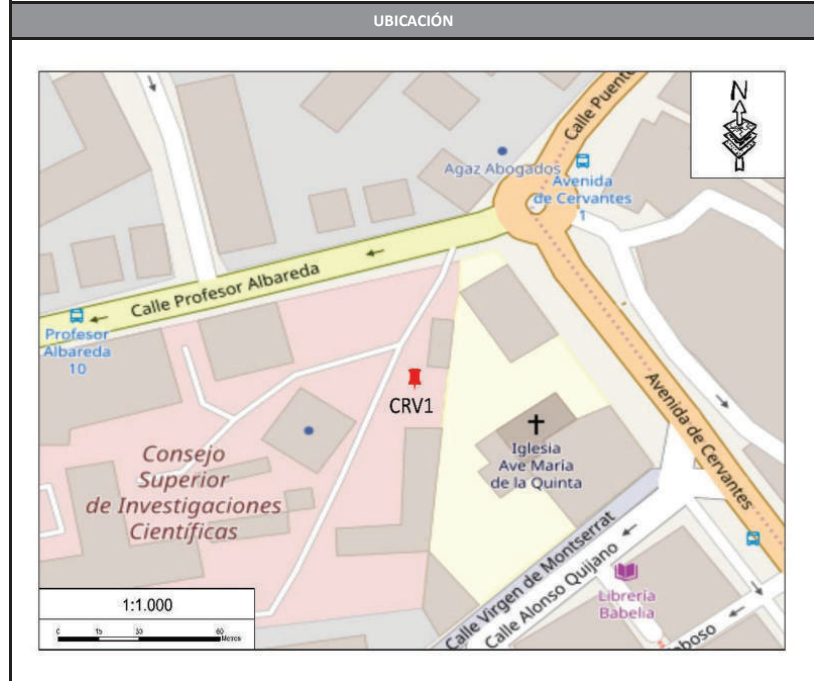 UBICACIÓN
N
Calle Puente
Agaz Abogados
Avenida
de Cervantes
1
Calle Profesor Albareda
Profesor
Albareda
10
CRV1
Avenida de Cervantes
Iglesia
Ave María
de la Quinta
Consejo
Superior
de Investigaciones
Científicas
Calle Virgen de Montserrat
Calle Alonso Quijano
Librería
Babelia
boso
1:1.000
0 15 30 60
Metros